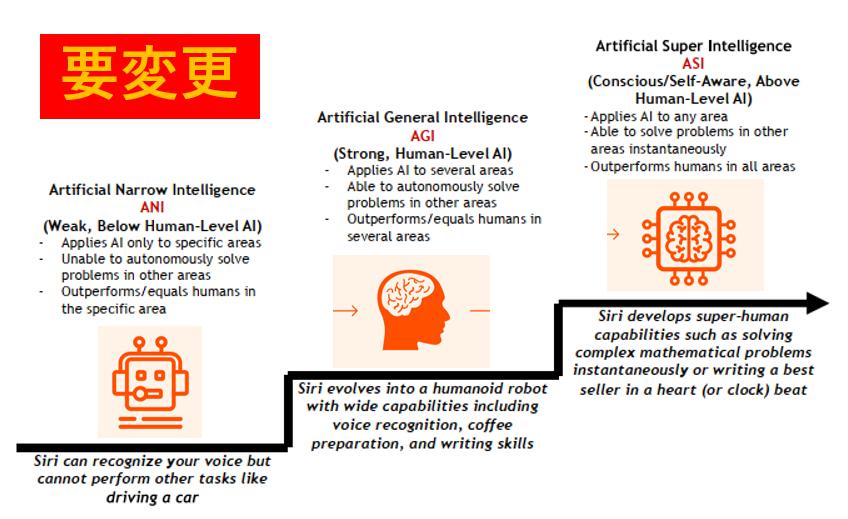 要変更
Artificial Narrow Intelligence
ANI
(Weak, Below Human-Level AI)
- Applies AI only to specific areas
- Unable to autonomously solve
problems in other areas
- Outperforms/equals humans in
the specific area
Siri can recognize your voice but
cannot perform other tasks like
driving a car
Artificial General Intelligence
AGI
(Strong, Human-Level AI)
- Applies AI to several areas
- Able to autonomously solve
problems in other areas
- Outperforms/equals humans in
several areas
Siri evolves into a humanoid robot
with wide capabilities including
voice recognition, coffee
preparation, and writing skills
Artificial Super Intelligence
ASI
(Conscious/Self-Aware, Above
Human-Level AI)
- Applies AI to any area
- Able to solve problems in other
areas instantaneously
- Outperforms humans in all areas
Siri develops super-human
capabilities such as solving
complex mathematical problems
instantaneously or writing a best
seller in a heart (or clock) beat